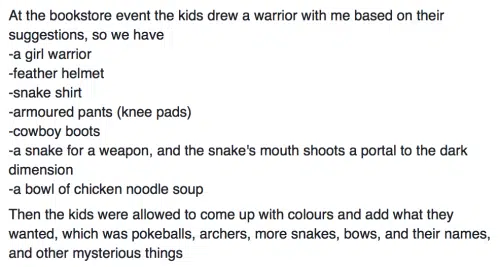 At the bookstore event the kids drew a warrior with me based on their
suggestions, so we have
-a girl warrior
-feather helmet
-snake shirt
-armoured pants (knee pads)
-cowboy boots
-a snake for a weapon, and the snake's mouth shoots a portal to the dark
dimension
-a bowl of chicken noodle soup
Then the kids were allowed to come up with colours and add what they
wanted, which was pokeballs, archers, more snakes, bows, and their names,
and other mysterious things